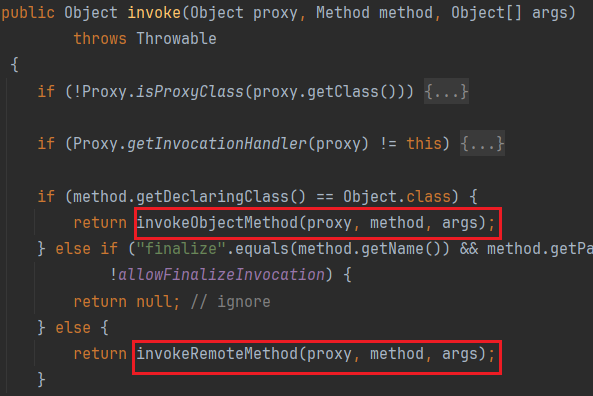 public Object invoke(Object proxy, Method method, Object[] args)
throws Throwable
{
if (!Proxy.isProxyClass(proxy.getClass())) {...}
if (Proxy.getInvocationHandler(proxy) != this) {...}
if (method.getDeclaringClass() == Object.class) {
return invokeObjectMethod(proxy, method, args);
} else if ("finalize".equals(method.getName()) && method.getPa
!allowFinalizeInvocation) {
return null; // ignore
} else {
return invokeRemoteMethod(proxy, method, args);
}